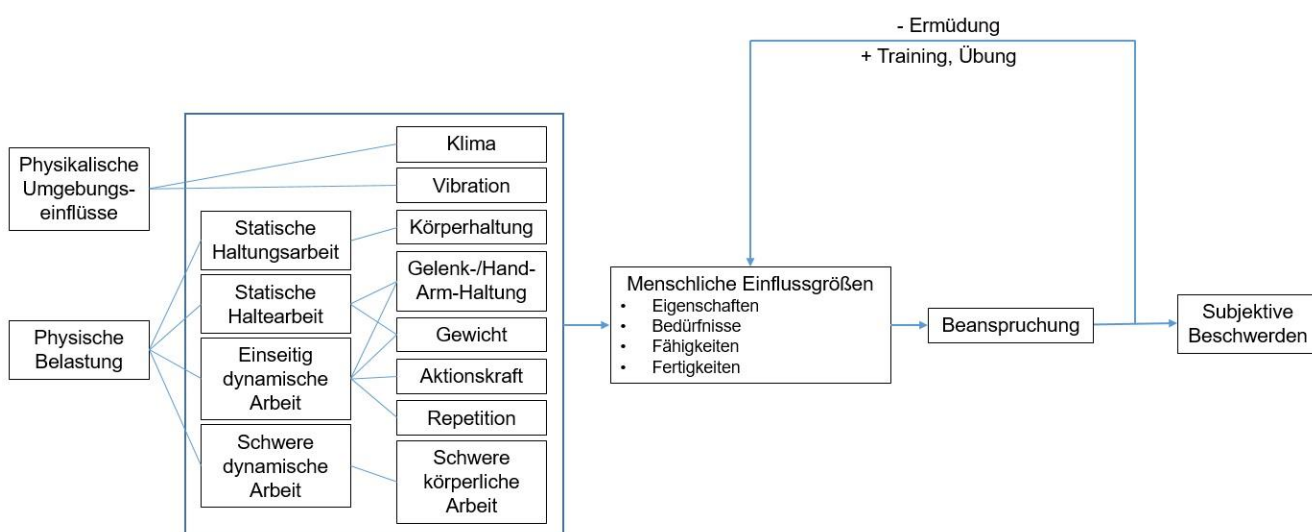 - Ermüdung
+ Training, Übung
Physikalische
Umgebungs-
einflüsse
Physische
Belastung
Statische
Haltungsarbeit
Statische
Haltearbeit
Einseitig
dynamische
Arbeit
Schwere
dynamische
Arbeit
Klima
Vibration
Körperhaltung
Gelenk-/Hand-
Arm-Haltung
Gewicht
Aktionskraft
Repetition
Schwere
körperliche
Arbeit
Menschliche Einflussgrößen
• Eigenschaften
• Bedürfnisse
• Fähigkeiten
• Fertigkeiten
Beanspruchung
Subjektive
Beschwerden